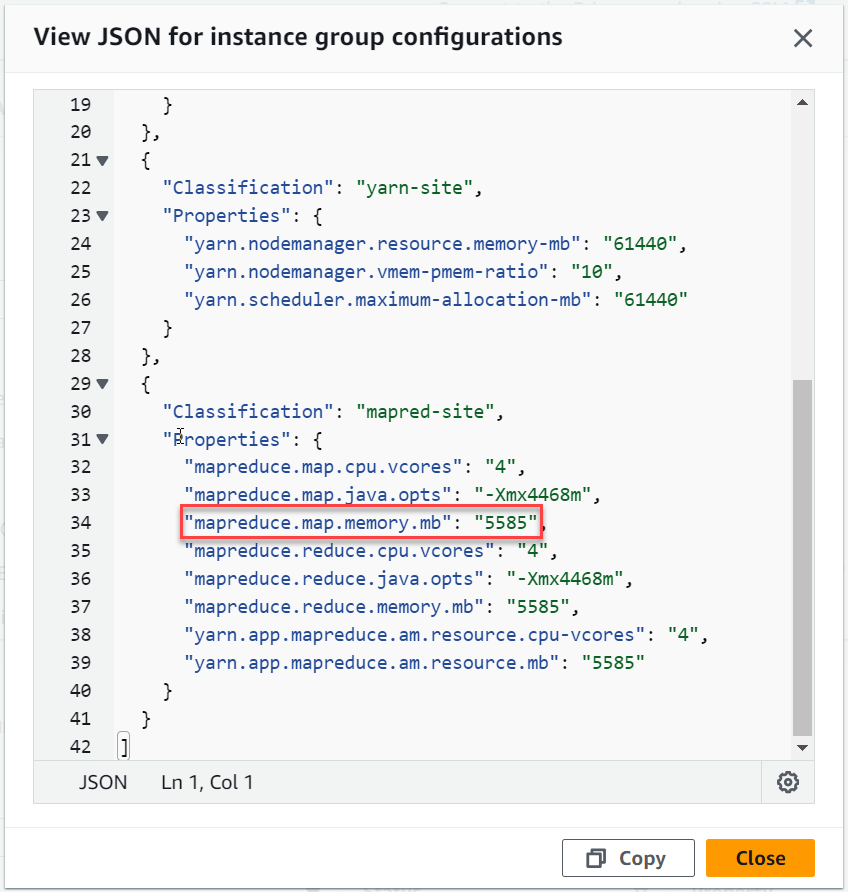 View JSON for instance group configurations
19 }
20 },
21 {
22 "Classification": "yarn-site",
23 "Properties": {
24 "yarn.nodemanager.resource.memory-mb": "61440",
25 "yarn.nodemanager.vmem-pmem-ratio": "10",
26 "yarn.scheduler.maximum-allocation-mb": "61440"
27 }
28 },
29 {
30 "Classification": "mapred-site",
31 "Properties": {
32 "mapreduce.map.cpu.vcores": "4",
33 "mapreduce.map.java.opts": "-Xmx4468m",
34 "mapreduce.map.memory.mb": "5585",
35 "mapreduce.reduce.cpu.vcores": "4",
36 "mapreduce.reduce.java.opts": "-Xmx4468m",
37 "mapreduce.reduce.memory.mb": "5585",
38 "yarn.app.mapreduce.am.resource.cpu-vcores": "4",
39 "yarn.app.mapreduce.am.resource.mb": "5585"
40 }
41 }
42 ]
JSON Ln 1, Col 1
Copy Close